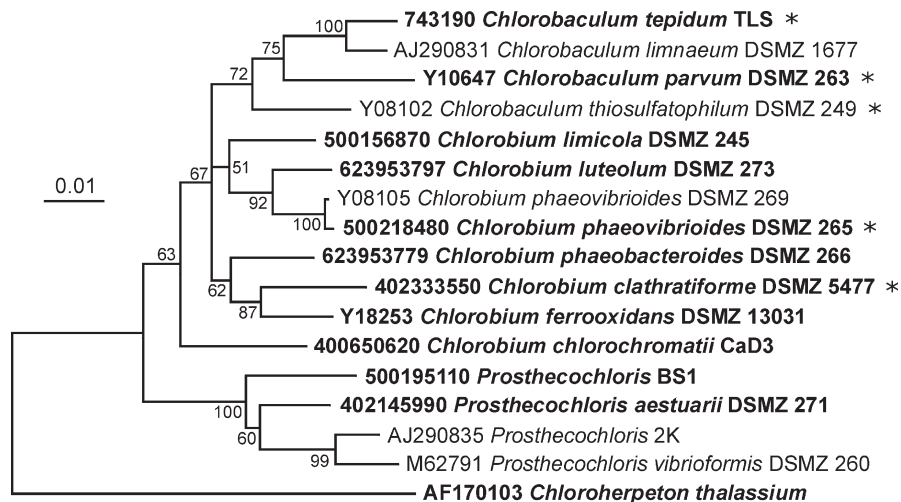 100 743190 Chlorobaculum tepidum TLS *
75 AJ290831 Chlorobaculum limnaeum DSMZ 1677
72 Y10647 Chlorobaculum parvum DSMZ 263 *
Y08102 Chlorobaculum thiosulfatophilum DSMZ 249 *
500156870 Chlorobium limicola DSMZ 245
67 51 623953797 Chlorobium luteolum DSMZ 273
0.01
92 Y08105 Chlorobium phaeovibrioides DSMZ 269
100 500218480 Chlorobium phaeovibrioides DSMZ 265 *
63 623953779 Chlorobium phaeobacteroides DSMZ 266
62 402333550 Chlorobium clathratiforme DSMZ 5477 *
87 Y18253 Chlorobium ferrooxidans DSMZ 13031
400650620 Chlorobium chlorochromatii CaD3
500195110 Prosthecochloris BS1
100 402145990 Prosthecochloris aestuarii DSMZ 271
60 AJ290835 Prosthecochloris 2K
99 M62791 Prosthecochloris vibrioformis DSMZ 260
AF170103 Chloroherpeton thalassium